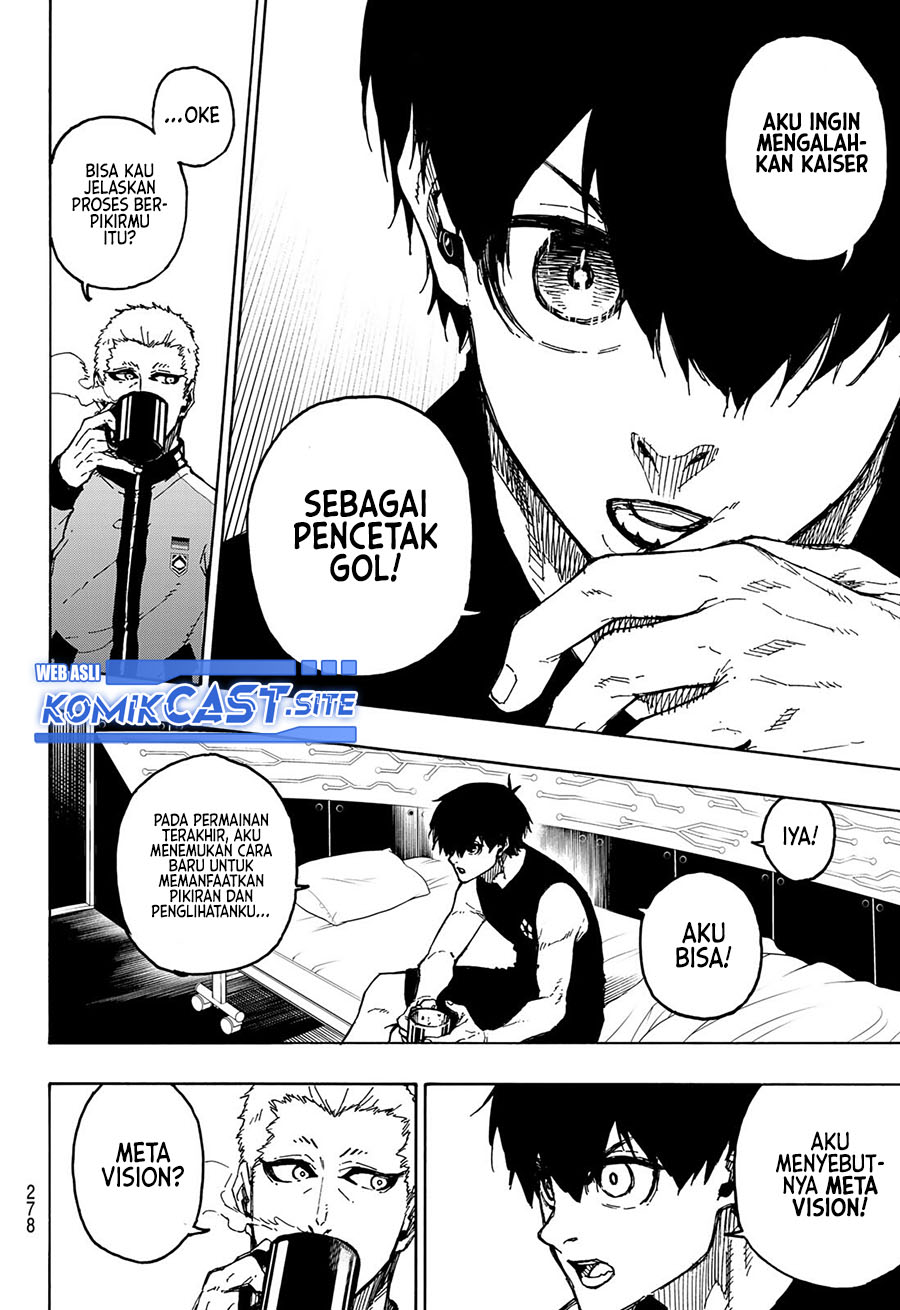 AKU INGIN
MENGALAH-
KAN KAISER
SEBAGAI
PENCETAK
GOL!
...OKE
BISA KAU
JELASKAN
PROSES BER-
PIKIRMU
ITU?
WEB ASLI
KOMIKCAST.SITE
IYA!
AKU
BISA!
PADA PERMAINAN
TERAKHIR, AKU
MENEMUKAN CARA
BARU UNTUK
MEMANFAATKAN
PIKIRAN DAN
PENGLIHATANKU...
AKU
MENYEBUT-
NYA META
VISION!
META
VISION?
278